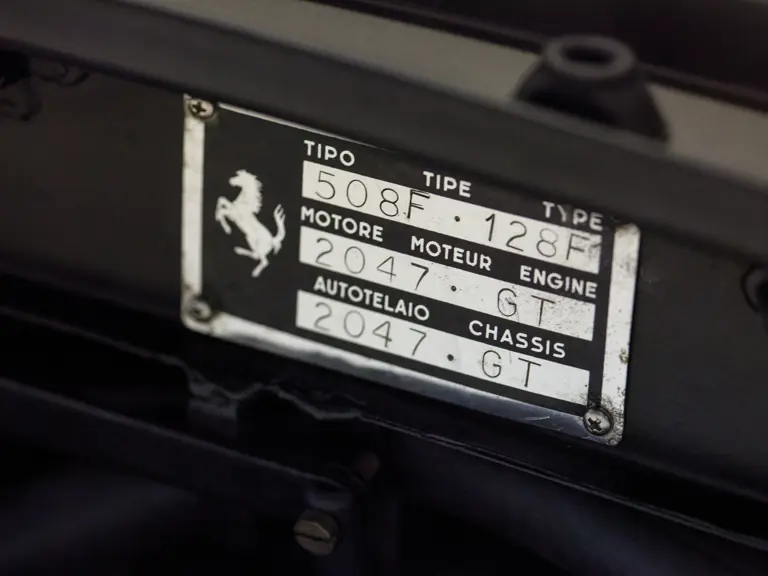 TIPO TIPE TYPE
508F · 128F
MOTORE MOTEUR ENGINE
2047 · GT
AUTOTELAIO CHASSIS
2047 · GT